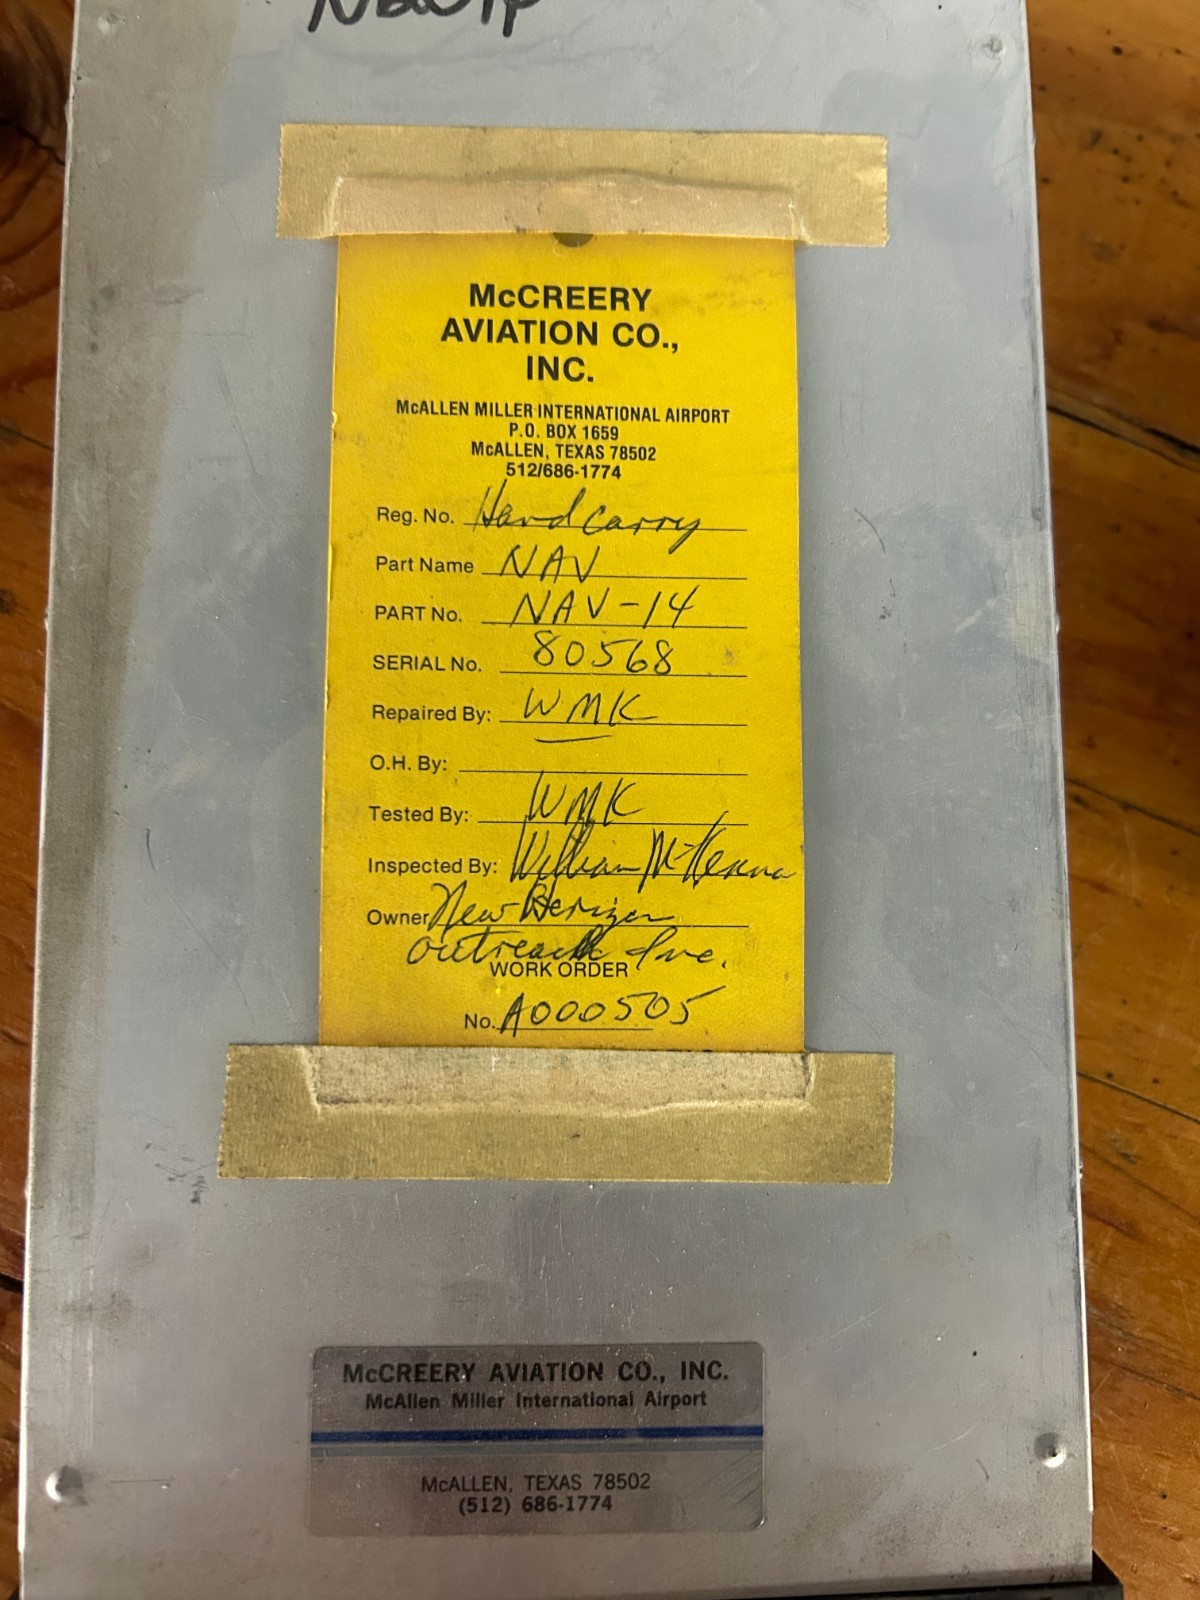 McCREERY
AVIATION CO.,
INC.
McALLEN MILLER INTERNATIONAL AIRPORT
P.O. BOX 1659
McALLEN, TEXAS 78502
512/686-1774
Reg. No. Hand carry
Part Name NAV
PART No. NAV-14
SERIAL No. 80568
Repaired By: WMK
O.H. By:
Tested By: WMK
Inspected By: William McKenna
Owner New
outreach Inc.
WORK ORDER
No. A000505
McCREERY AVIATION CO., INC.
McAllen Miller International Airport
McALLEN, TEXAS 78502
(512) 686-1774